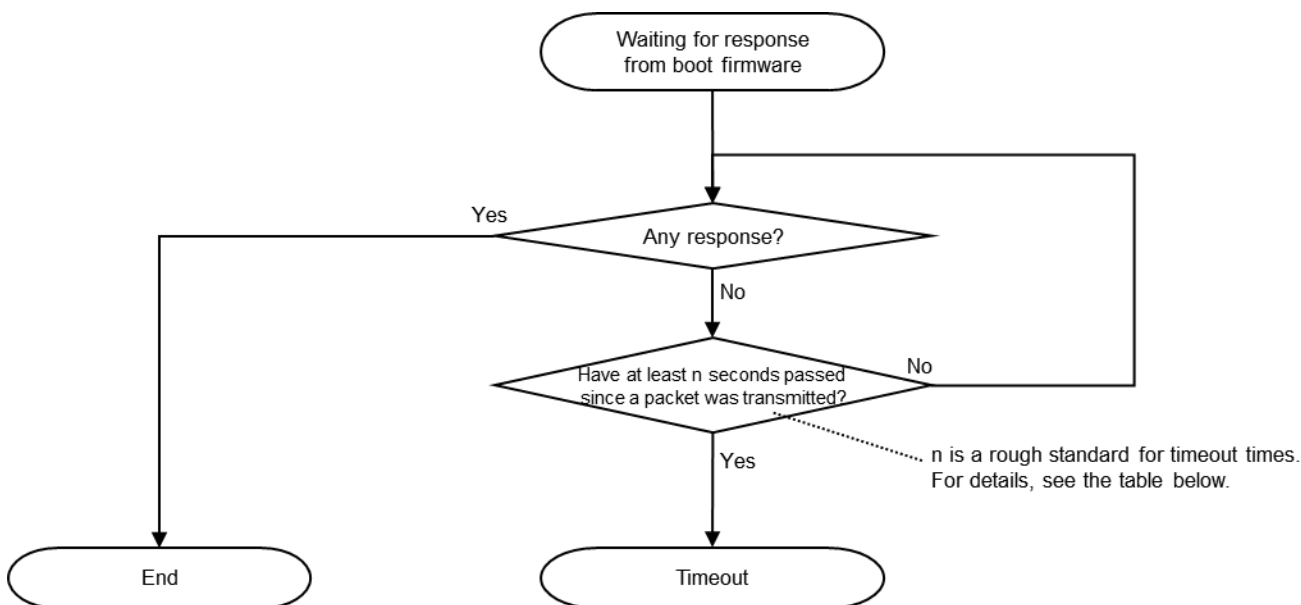 Waiting for response
from boot firmware
Yes
Any response?
No
Have at least n seconds passed
since a packet was transmitted?
No
Yes
n is a rough standard for timeout times.
For details, see the table below.
End
Timeout